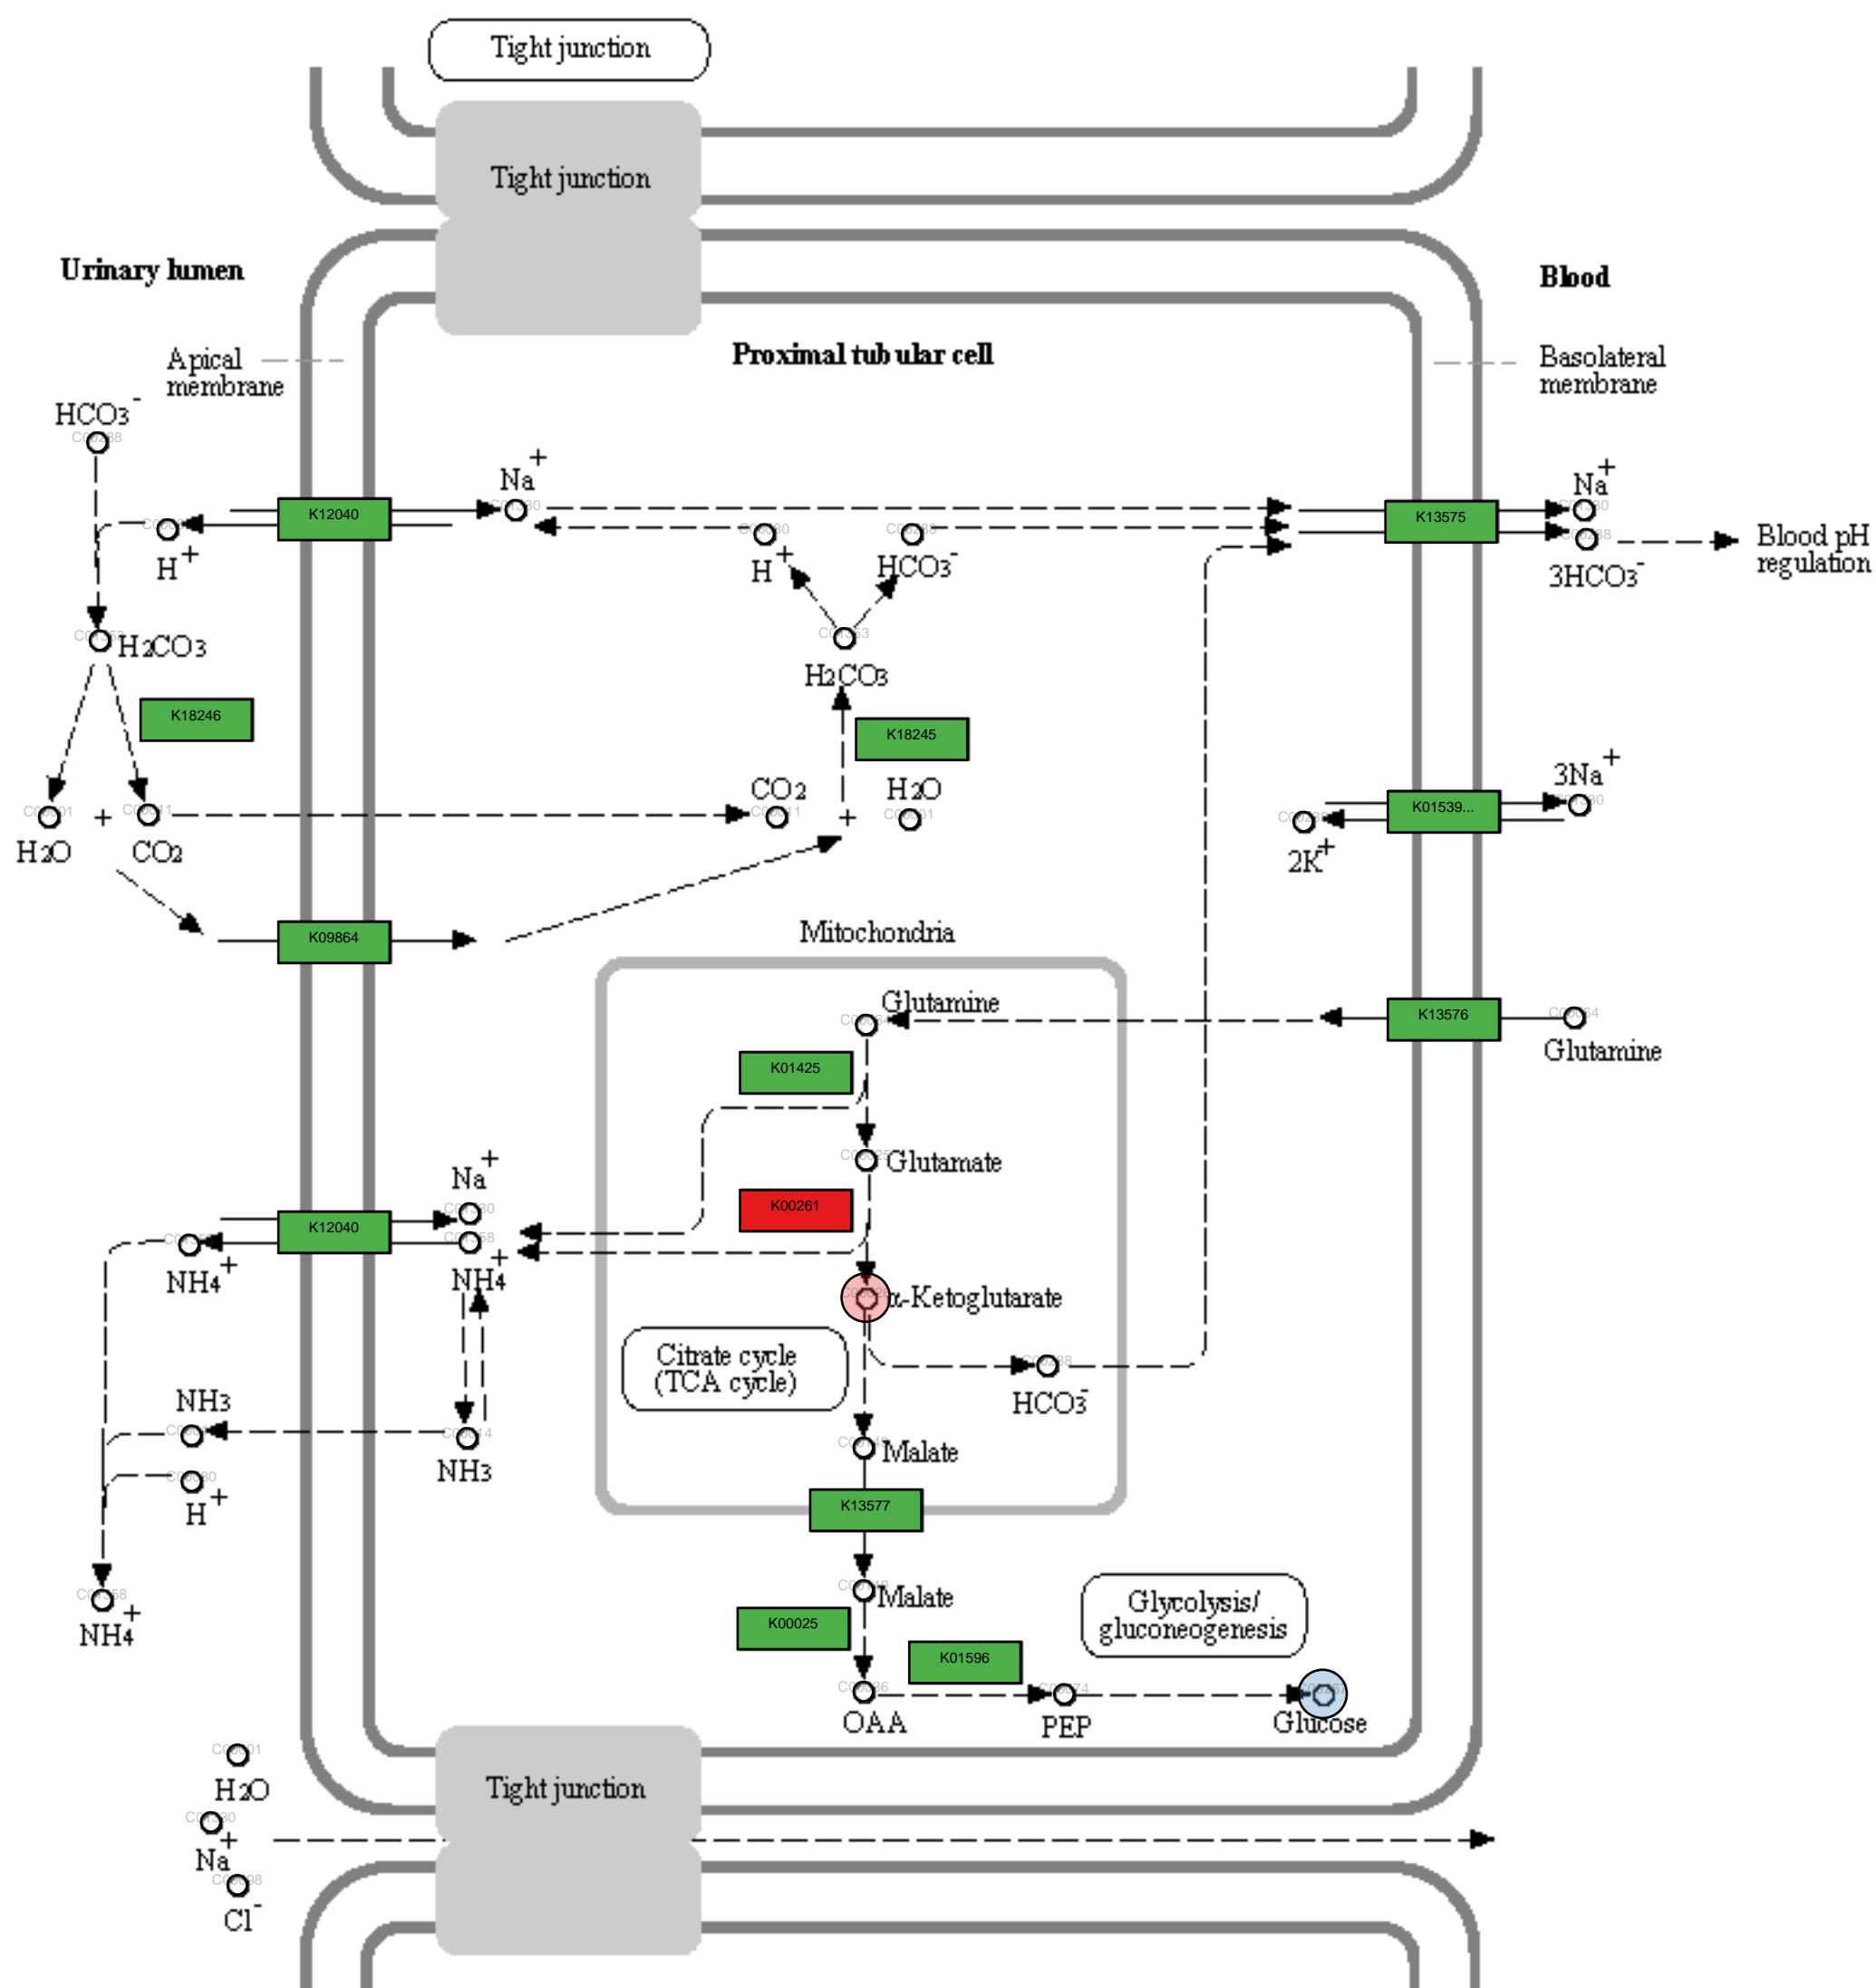 Tight junction
Tight junction
Urinary lumen
Blood
Proximal tubular cell
Apical
membrane
Basolateral
membrane
HCO3-
Na+
K12040
H+
H+
HCO3-
K13575
Na+
3HCO3-
Blood pH
regulation
H2CO3
H2CO3
K18246
K18245
H2O
+
CO2
CO2
+
H2O
K01539...
3Na+
2K+
K09864
Mitochondria
Glutamine
K13576
Glutamine
K01425
Glutamate
K00261
Na+
K12040
NH4+
NH4+
α-Ketoglutarate
Citrate cycle
(TCA cycle)
HCO3-
NH3
NH3
H+
Malate
K13577
Malate
NH4+
K00025
K01596
Glycolysis/
gluconeogenesis
OAA
PEP
Glucose
Tight junction
H2O
Na+
Cl-